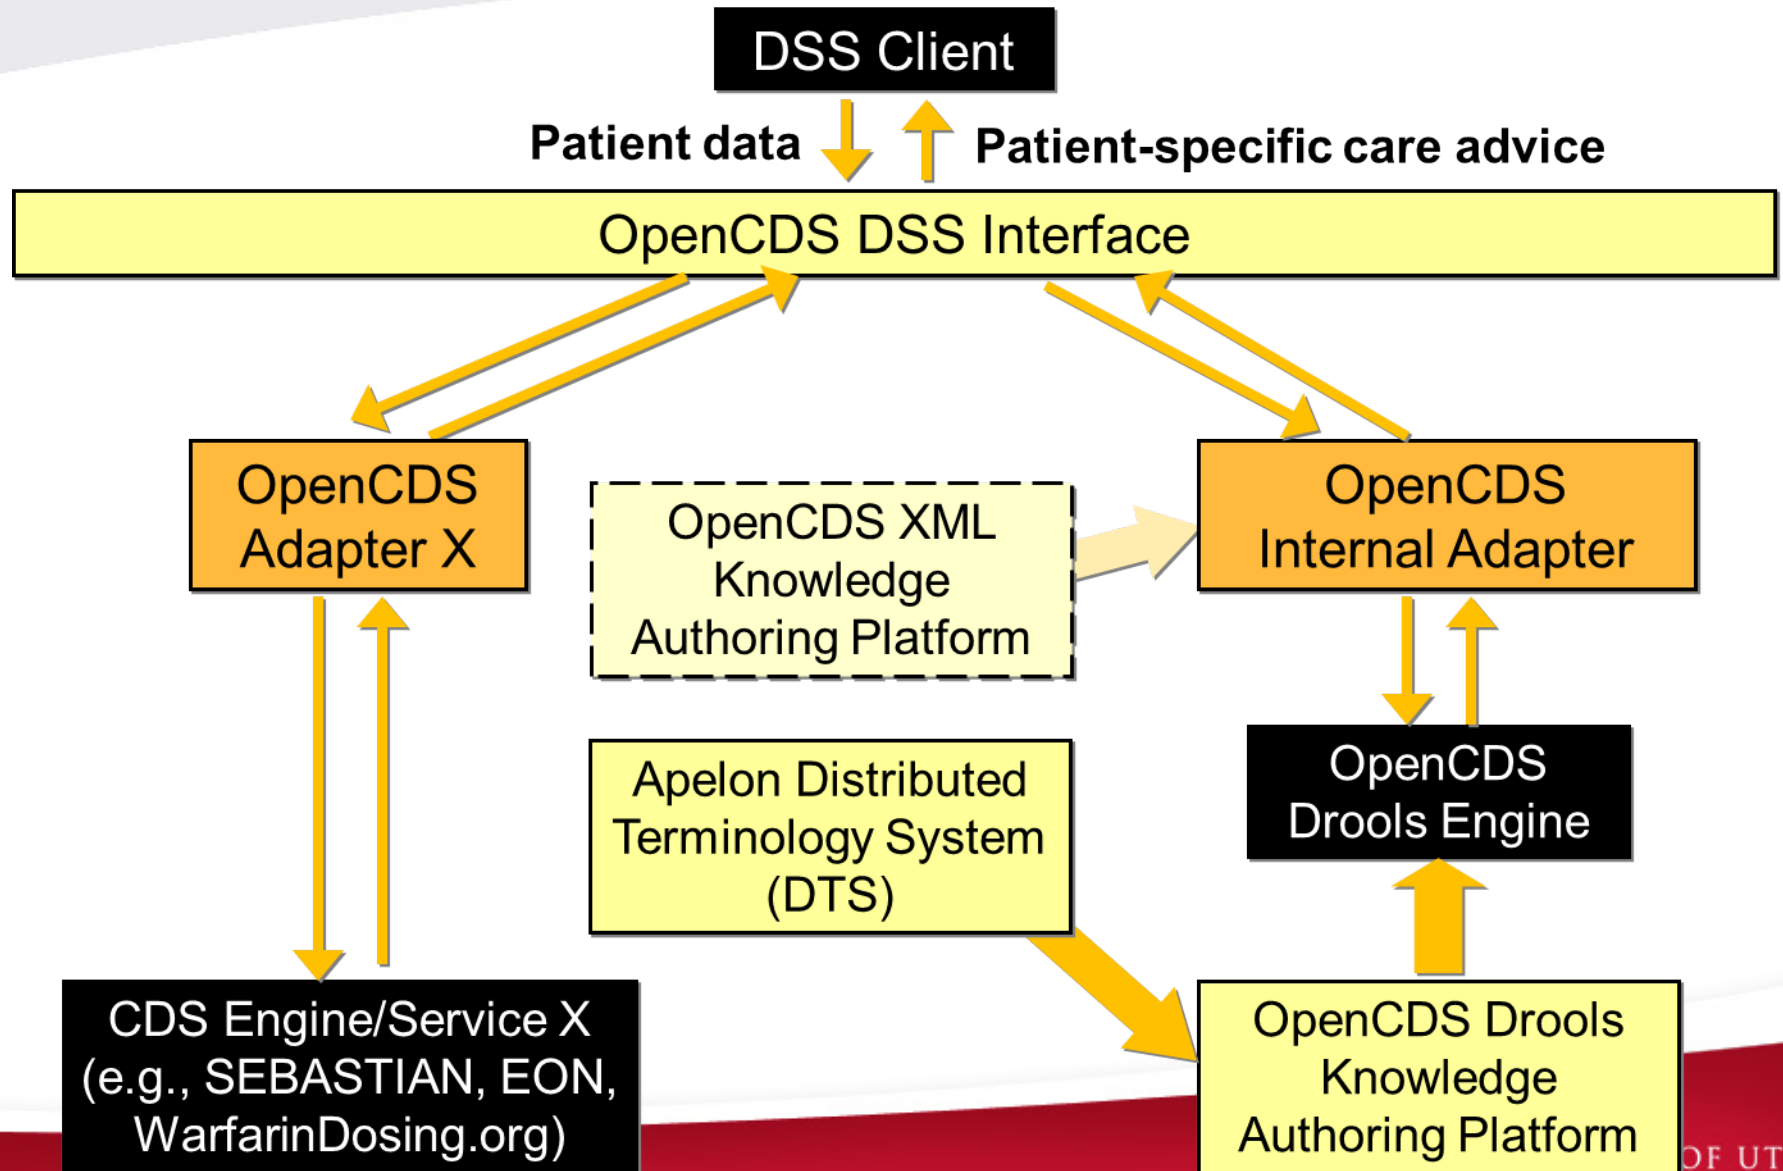 DSS Client
Patient data
Patient-specific care advice
OpenCDS DSS Interface
OpenCDS
Adapter X
OpenCDS XML
Knowledge
Authoring Platform
OpenCDS
Internal Adapter
Apelon Distributed
Terminology System
(DTS)
OpenCDS
Drools Engine
CDS Engine/Service X
(e.g., SEBASTIAN, EON,
WarfarinDosing.org)
OpenCDS Drools
Knowledge
Authoring Platform
OF UT